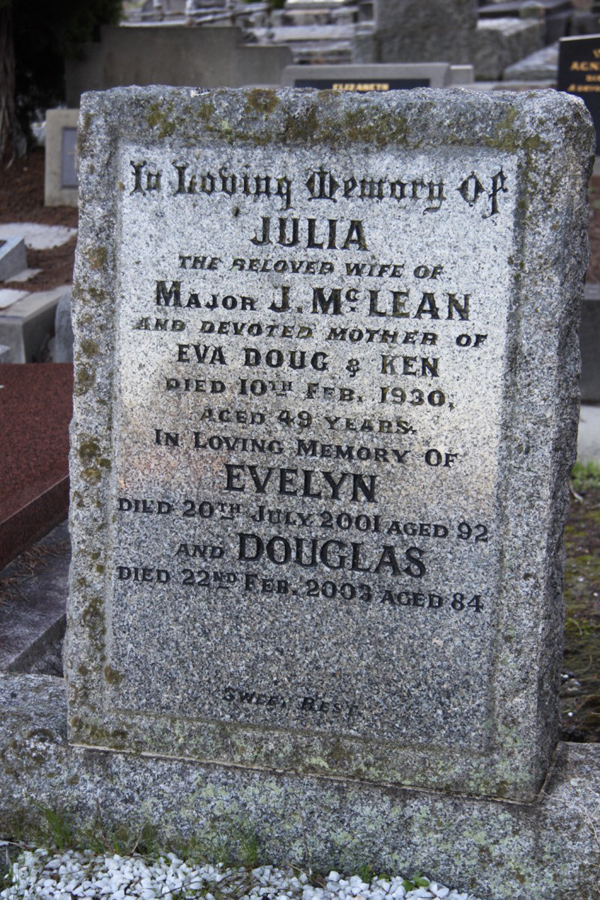 ELIZABETH
AGN
In Loving Memory Of
JULIA
THE BELOVED WIFE OF
MAJOR J. McLEAN
AND DEVOTED MOTHER OF
EVA DOUG & KEN
DIED 10TH FEB. 1930,
AGED 49 YEARS.
IN LOVING MEMORY OF
EVELYN
DIED 20TH JULY 2001 AGED 92
AND DOUGLAS
DIED 22ND FEB. 2003 AGED 84
SWEET REST